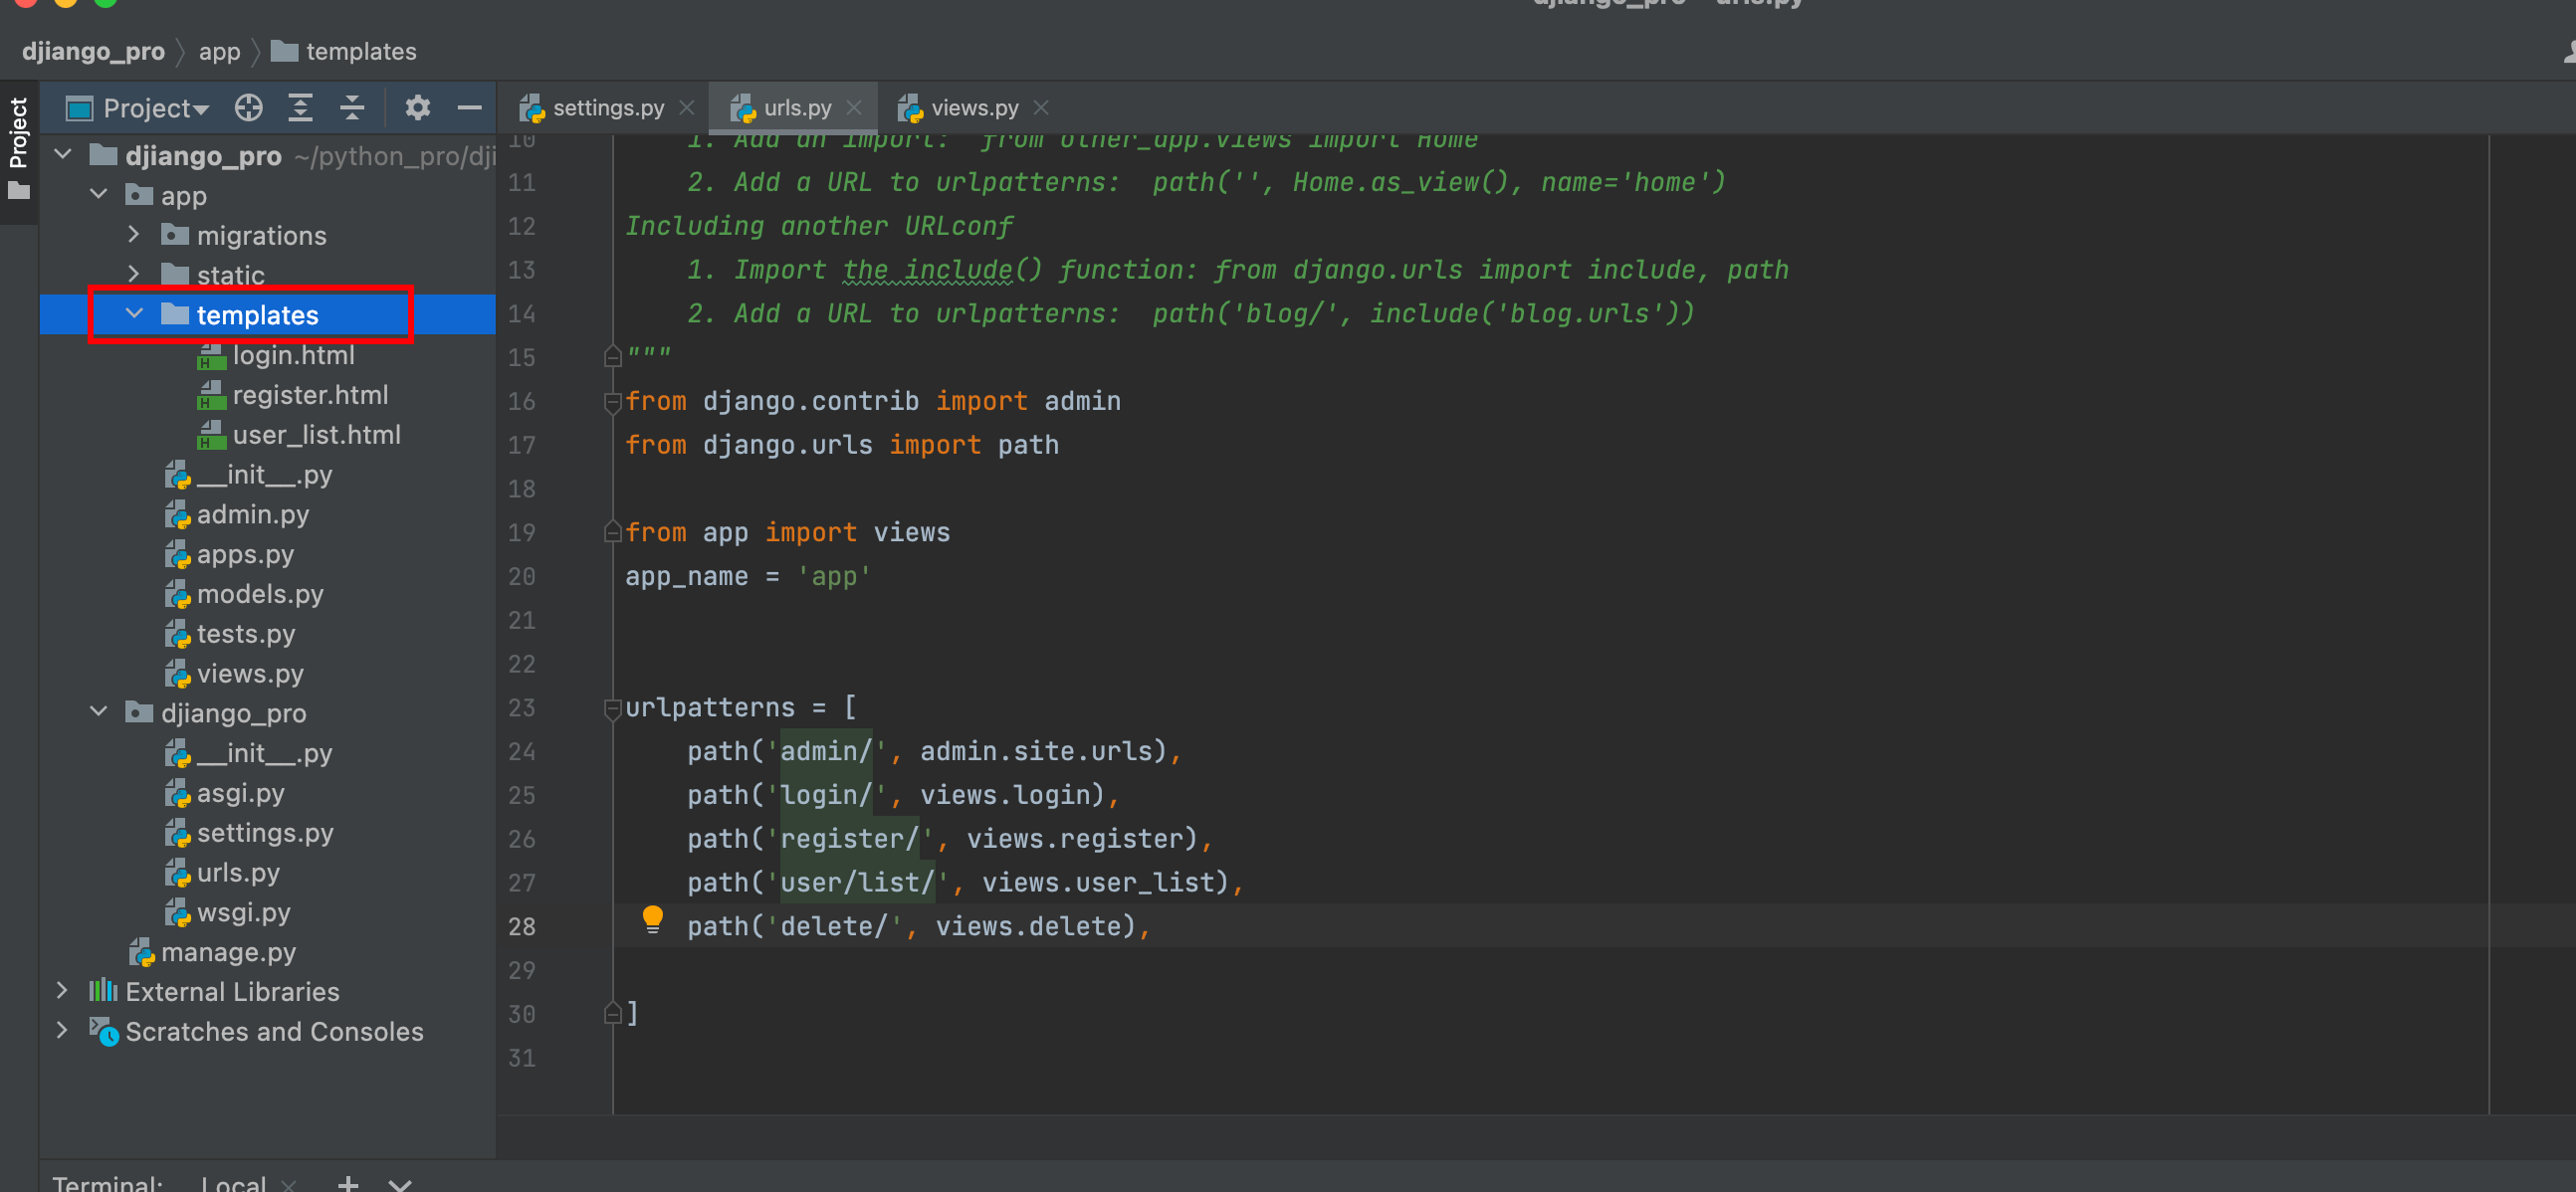 djiango_pro – urls.py
djiango_pro app templates
Project
Project
djiango_pro ~/python_pro/dji
app
migrations
static
templates
login.html
register.html
user_list.html
__init__.py
admin.py
apps.py
models.py
tests.py
views.py
djiango_pro
__init__.py
asgi.py
settings.py
urls.py
wsgi.py
manage.py
External Libraries
Scratches and Consoles
settings.py urls.py views.py
10 1. Add an import:  from other_app.views import Home
11 2. Add a URL to urlpatterns:  path('', Home.as_view(), name='home')
12 Including another URLconf
13 1. Import the include() function: from django.urls import include, path
14 2. Add a URL to urlpatterns:  path('blog/', include('blog.urls'))
15 """
16 from django.contrib import admin
17 from django.urls import path
18
19 from app import views
20 app_name = 'app'
21
22
23 urlpatterns = [
24 path('admin/', admin.site.urls),
25 path('login/', views.login),
26 path('register/', views.register),
27 path('user/list/', views.user_list),
28 path('delete/', views.delete),
29
30 ]
31
Terminal: Local